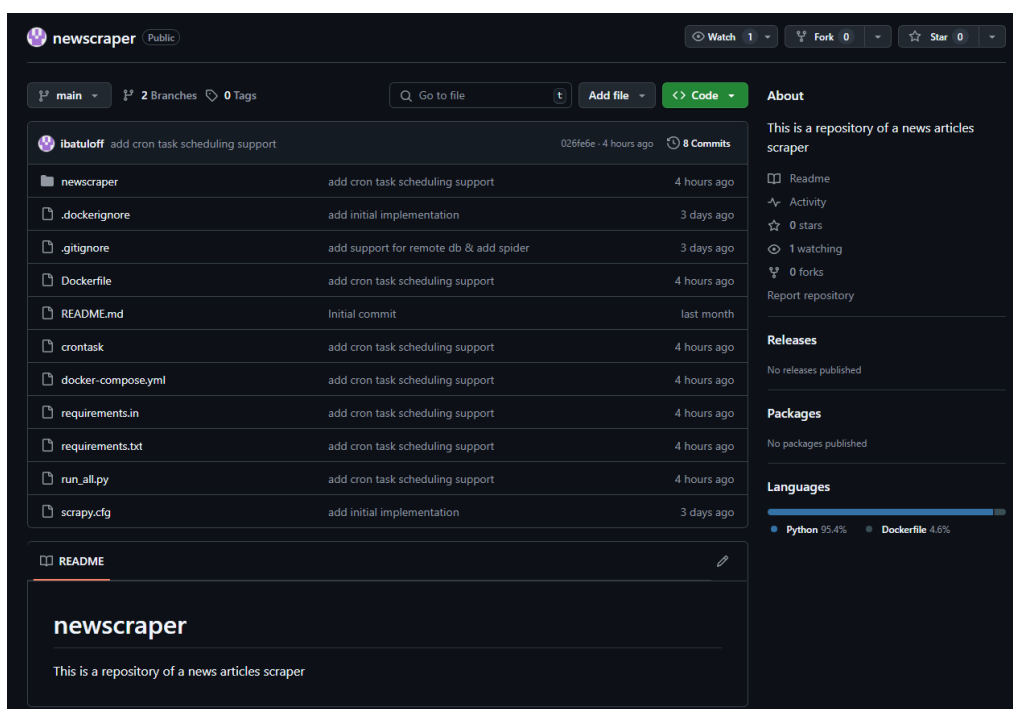 newscraper Public Watch 1 Fork 0 Star 0
main 2 Branches 0 Tags Go to file t Add file Code
ibatuloff add cron task scheduling support 026fe6e · 4 hours ago 8 Commits
newscraper add cron task scheduling support 4 hours ago
.dockerignore add initial implementation 3 days ago
.gitignore add support for remote db & add spider 3 days ago
Dockerfile add cron task scheduling support 4 hours ago
README.md Initial commit last month
crontask add cron task scheduling support 4 hours ago
docker-compose.yml add cron task scheduling support 4 hours ago
requirements.in add cron task scheduling support 4 hours ago
requirements.txt add cron task scheduling support 4 hours ago
run_all.py add cron task scheduling support 4 hours ago
scrapy.cfg add initial implementation 3 days ago
README
newscraper
This is a repository of a news articles scraper
About
This is a repository of a news articles
scraper
Readme
Activity
0 stars
1 watching
0 forks
Report repository
Releases
No releases published
Packages
No packages published
Languages
Python 95.4% Dockerfile 4.6%